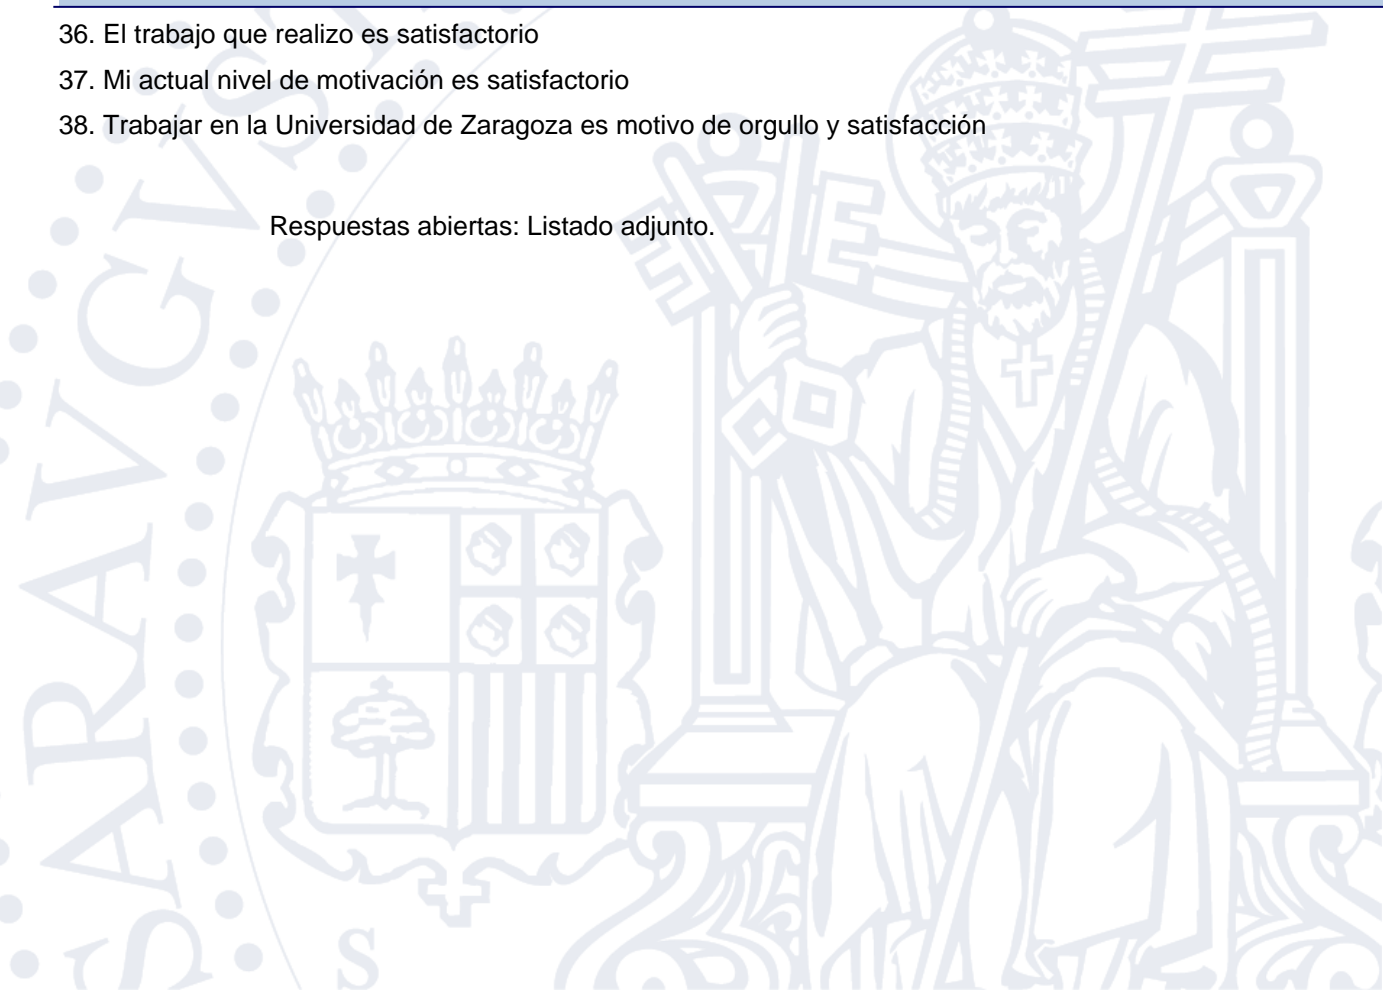 36. El trabajo que realizo es satisfactorio
37. Mi actual nivel de motivación es satisfactorio
38. Trabajar en la Universidad de Zaragoza es motivo de orgullo y satisfacción
Respuestas abiertas: Listado adjunto.
SARAVGVST
S